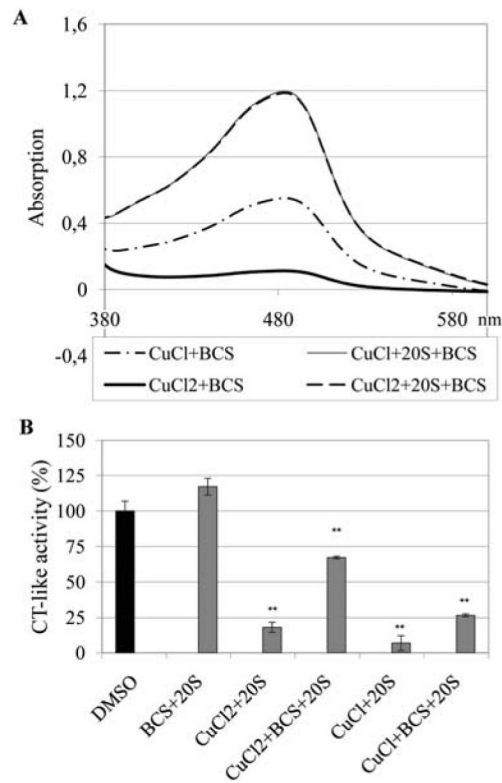 A
1,6
1,2
0,8
0,4
0
-0,4
Absorption
380 480 580 nm
CuCl+BCS CuCl+20S+BCS
CuCl2+BCS CuCl2+20S+BCS
B
150
125
100
75
50
25
0
CT-like activity (%)
** ** ** **
DMSO
BCS+20S
CuCl2+20S
CuCl2+BCS+20S
CuCl+20S
CuCl+BCS+20S